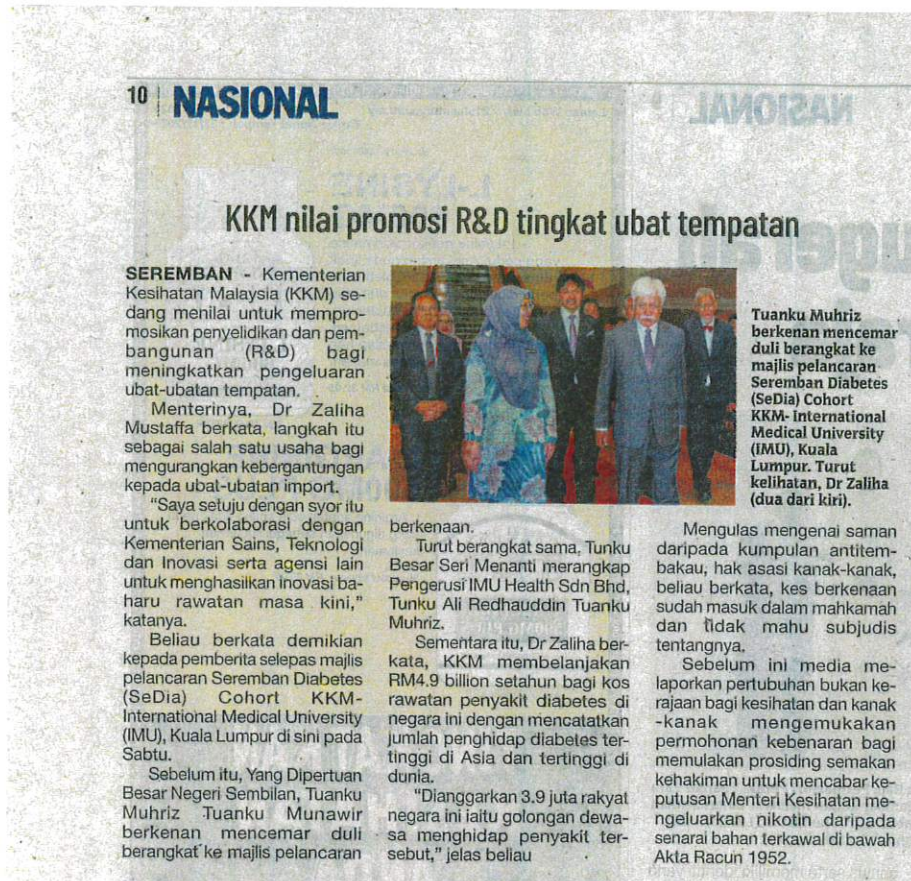 10 NASIONAL
KKM nilai promosi R&D tingkat ubat tempatan
SEREMBAN - Kementerian
Kesihatan Malaysia (KKM) se-
dang menilai untuk mempro-
mosikan penyelidikan dan pem-
bangunan (R&D) bagi
meningkatkan pengeluaran
ubat-ubatan tempatan.
Menterinya, Dr Zaliha
Mustaffa berkata, langkah itu
sebagai salah satu usaha bagi
mengurangkan kebergantungan
kepada ubat-ubatan import.
"Saya setuju dengan syor itu
untuk berkolaborasi dengan
Kementerian Sains, Teknologi
dan Inovasi serta agensi lain
untuk menghasilkan inovasi ba-
haru rawatan masa kini,"
katanya.
Beliau berkata demikian
kepada pemberita selepas majlis
pelancaran Seremban Diabetes
(SeDia) Cohort KKM-
International Medical University
(IMU), Kuala Lumpur di sini pada
Sabtu.
Sebelum itu, Yang Dipertuan
Besar Negeri Sembilan, Tuanku
Muhriz Tuanku Munawir
berkenan mencemar duli
berangkat ke majlis pelancaran
berkenaan.
Turut berangkat sama, Tunku
Besar Seri Menanti merangkap
Pengerusi IMU Health Sdn Bhd,
Tunku Ali Redhauddin Tuanku
Muhriz.
Sementara itu, Dr Zaliha ber-
kata, KKM membelanjakan
RM4.9 billion setahun bagi kos
rawatan penyakit diabetes di
negara ini dengan mencatatkan
jumlah penghidap diabetes ter-
tinggi di Asia dan tertinggi di
dunia.
"Dianggarkan 3.9 juta rakyat
negara ini iaitu golongan dewa-
sa menghidap penyakit ter-
sebut," jelas beliau
Tuanku Muhriz
berkenan mencemar
duli berangkat ke
majlis pelancaran
Seremban Diabetes
(SeDia) Cohort
KKM- International
Medical University
(IMU), Kuala
Lumpur. Turut
kelihatan, Dr Zaliha
(dua dari kiri).
Mengulas mengenai saman
daripada kumpulan antitem-
bakau, hak asasi kanak-kanak,
beliau berkata, kes berkenaan
sudah masuk dalam mahkamah
dan tidak mahu subjudis
tentangnya.
Sebelum ini media me-
laporkan pertubuhan bukan ke-
rajaan bagi kesihatan dan kanak
-kanak mengemukakan
permohonan kebenaran bagi
memulakan prosiding semakan
kehakiman untuk mencabar ke-
putusan Menteri Kesihatan me-
ngeluarkan nikotin daripada
senarai bahan terkawal di bawah
Akta Racun 1952.